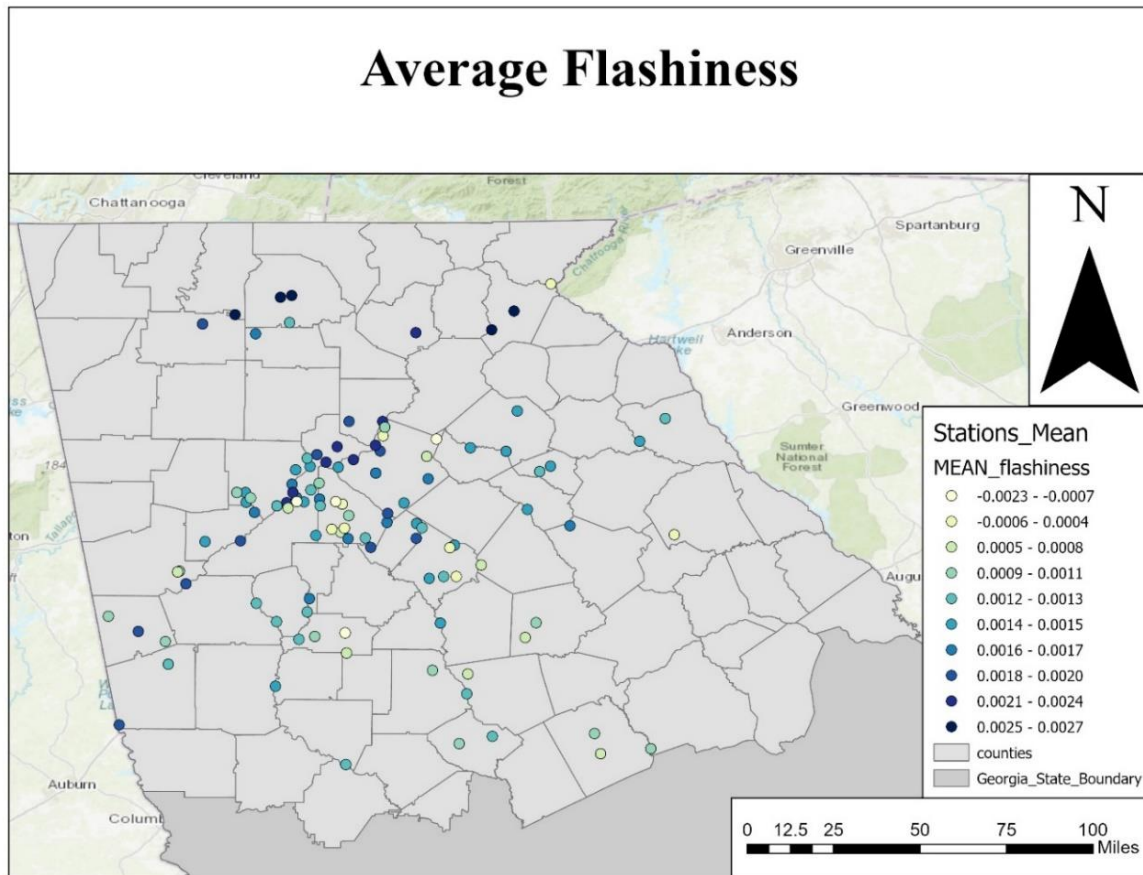 Average Flashiness
Cleveland
Forest
Chattanooga
N
Spartanburg
Greenville
Anderson
Hartwell
Greenwood
Sumter
National
Forest
184
Auburn
Stations_Mean
MEAN_flashiness
-0.0023 - -0.0007
-0.0006 - 0.0004
0.0005 - 0.0008
0.0009 - 0.0011
0.0012 - 0.0013
0.0014 - 0.0015
0.0016 - 0.0017
0.0018 - 0.0020
0.0021 - 0.0024
0.0025 - 0.0027
counties
Georgia_State_Boundary
Augu
Colum
0 12.5 25 50 75 100
Miles